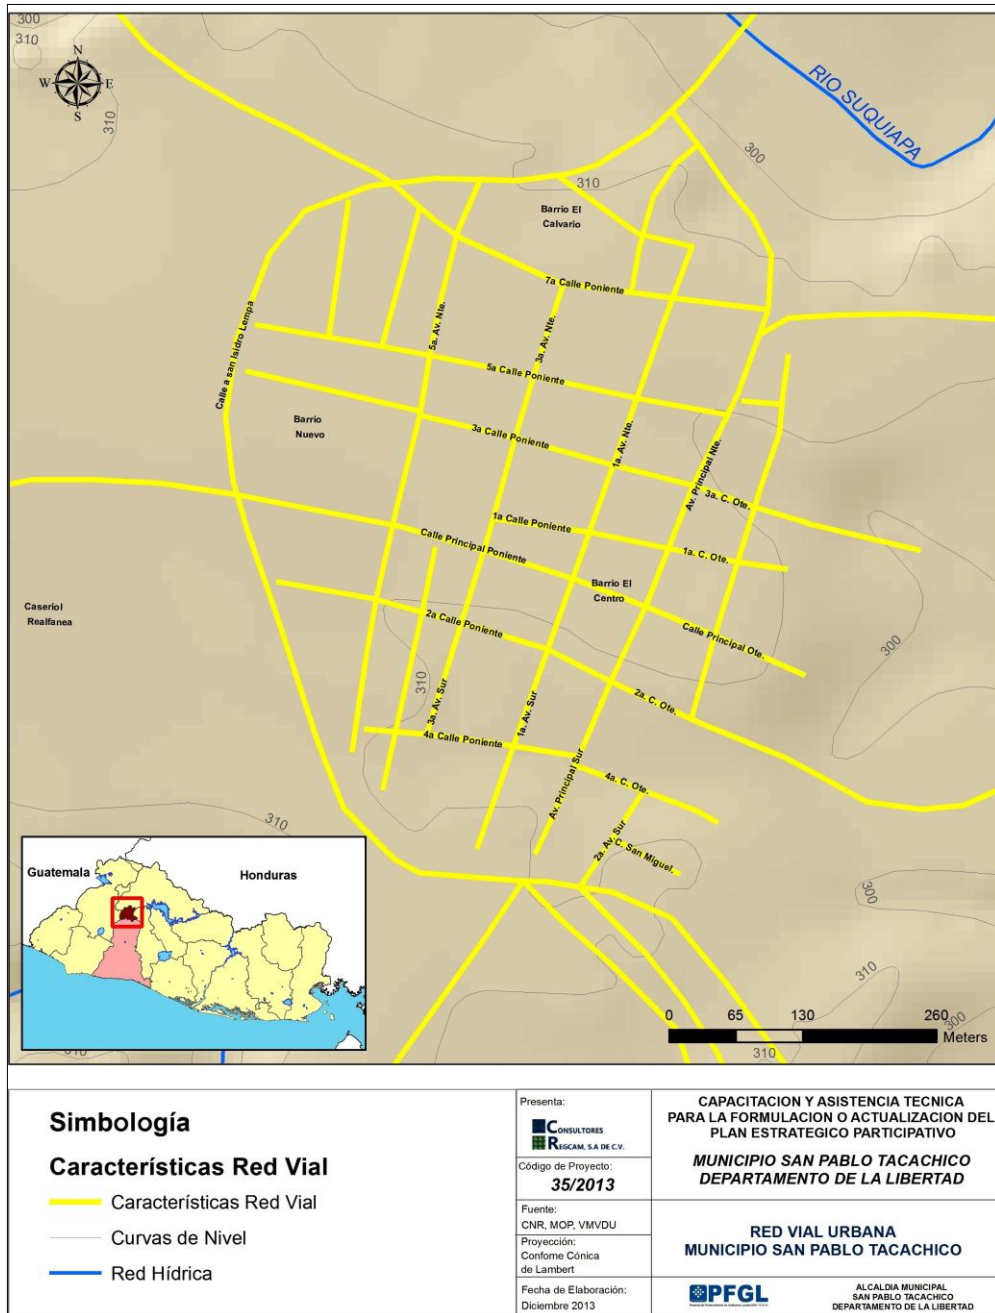 300
310
N
W E
S
310
RIO SUQUIAPA
300
310
Barrio El
Calvario
7a Calle Poniente
Calle a san Isidro Lempa
5a. Av. Nte.
3a. Av. Nte.
5a Calle Poniente
Barrio
Nuevo
3a Calle Poniente
1a. Av. Nte.
Av. Principal Nte.
3a. C. Ote.
1a Calle Poniente
1a. C. Ote.
Calle Principal Poniente
Barrio El
Centro
Caseriol
Realfanea
2a Calle Poniente
Calle Principal Ote.
300
310
3a. Av. Sur
1a. Av. Sur
2a. C. Ote.
4a Calle Poniente
Av. Principal Sur
4a. C. Ote.
310
2a. Av. Sur
C. San Miguel.
300
Guatemala
Honduras
310
300
310
310
0 65 130 260
Meters
Simbología
Características Red Vial
Características Red Vial
Curvas de Nivel
Red Hídrica
Presenta:
CONSULTORES
REGCAM, S.A DE C.V.
Código de Proyecto:
35/2013
Fuente:
CNR, MOP, VMVDU
Proyección:
Confome Cónica
de Lambert
Fecha de Elaboración:
Diciembre 2013
CAPACITACION Y ASISTENCIA TECNICA
PARA LA FORMULACION O ACTUALIZACION DEL
PLAN ESTRATEGICO PARTICIPATIVO
MUNICIPIO SAN PABLO TACACHICO
DEPARTAMENTO DE LA LIBERTAD
RED VIAL URBANA
MUNICIPIO SAN PABLO TACACHICO
PFGL
ALCALDIA MUNICIPAL
SAN PABLO TACACHICO
DEPARTAMENTO DE LA LIBERTAD